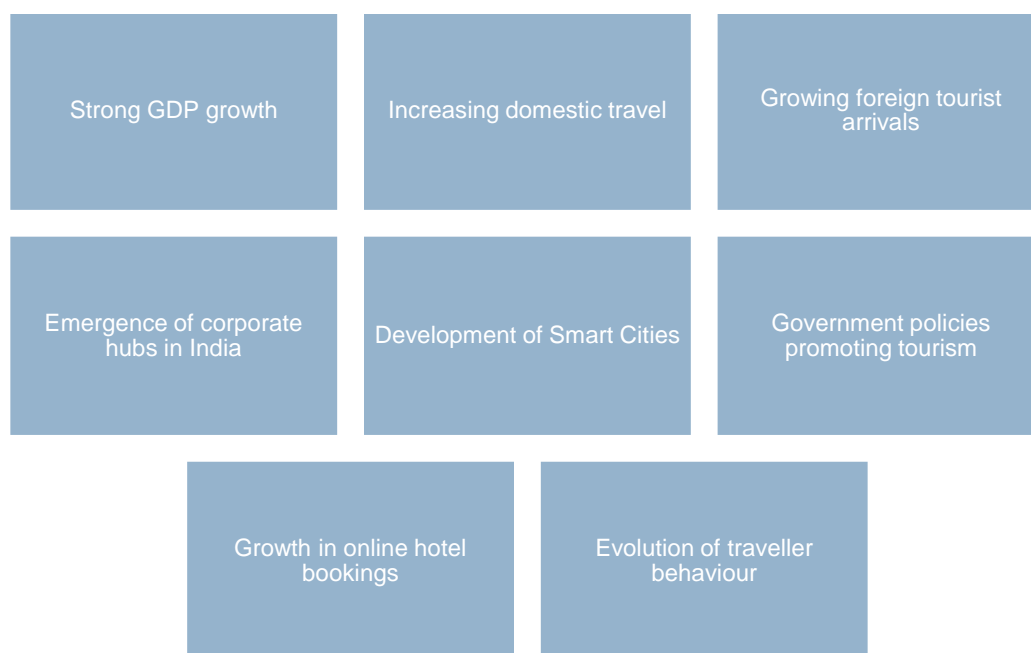 Strong GDP growth
Increasing domestic travel
Growing foreign tourist
arrivals
Emergence of corporate
hubs in India
Development of Smart Cities
Government policies
promoting tourism
Growth in online hotel
bookings
Evolution of traveller
behaviour